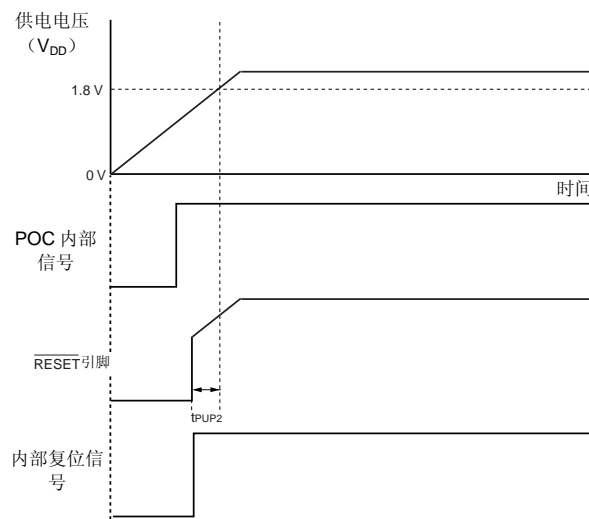 供电电压
（VDD）
1.8 V
0 V
时间
POC 内部
信号
RESET引脚
tPUP2
内部复位信
号